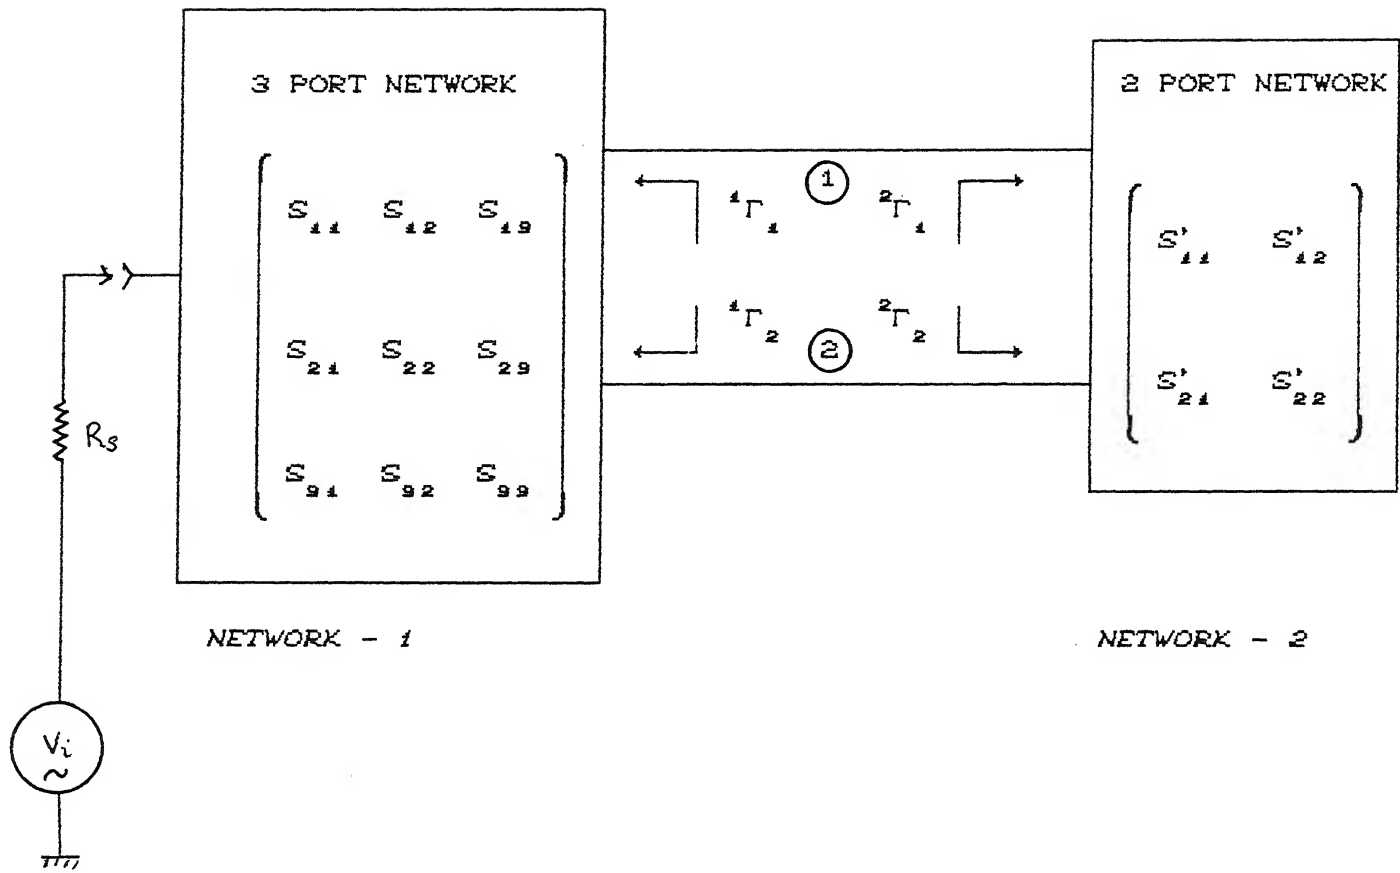 3 PORT NETWORK
S11 S12 S13
S21 S22 S23
S31 S32 S33
NETWORK - 1
1
¹Γ1 ²Γ1
¹Γ2 ²Γ2
2
2 PORT NETWORK
S'11 S'12
S'21 S'22
NETWORK - 2
Rs
Vi
~